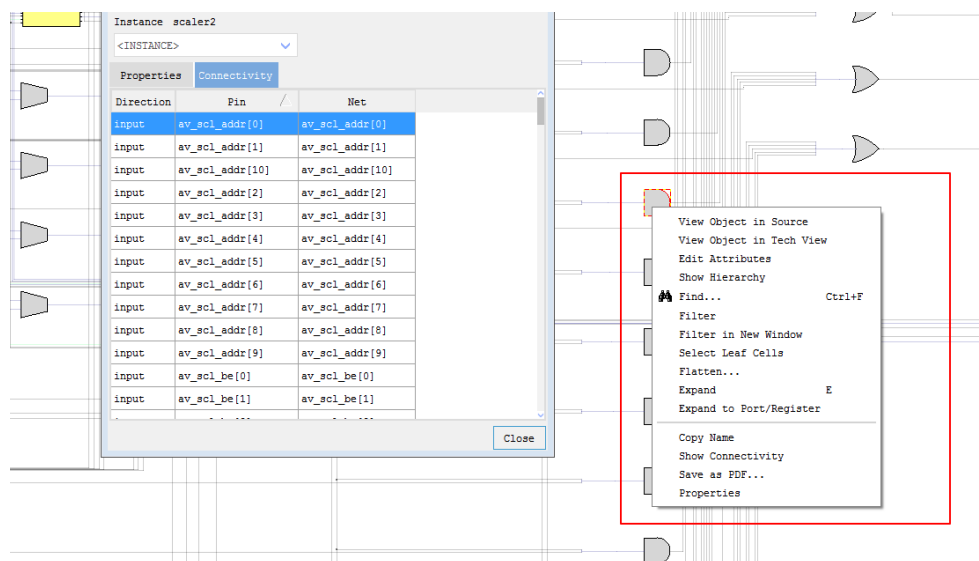 Instance scaler2
<INSTANCE>
Properties Connectivity
Direction Pin Net
input av_scl_addr[0] av_scl_addr[0]
input av_scl_addr[1] av_scl_addr[1]
input av_scl_addr[10] av_scl_addr[10]
input av_scl_addr[2] av_scl_addr[2]
input av_scl_addr[3] av_scl_addr[3]
input av_scl_addr[4] av_scl_addr[4]
input av_scl_addr[5] av_scl_addr[5]
input av_scl_addr[6] av_scl_addr[6]
input av_scl_addr[7] av_scl_addr[7]
input av_scl_addr[8] av_scl_addr[8]
input av_scl_addr[9] av_scl_addr[9]
input av_scl_be[0] av_scl_be[0]
input av_scl_be[1] av_scl_be[1]
Close
View Object in Source
View Object in Tech View
Edit Attributes
Show Hierarchy
Find... Ctrl+F
Filter
Filter in New Window
Select Leaf Cells
Flatten...
Expand E
Expand to Port/Register
Copy Name
Show Connectivity
Save as PDF...
Properties